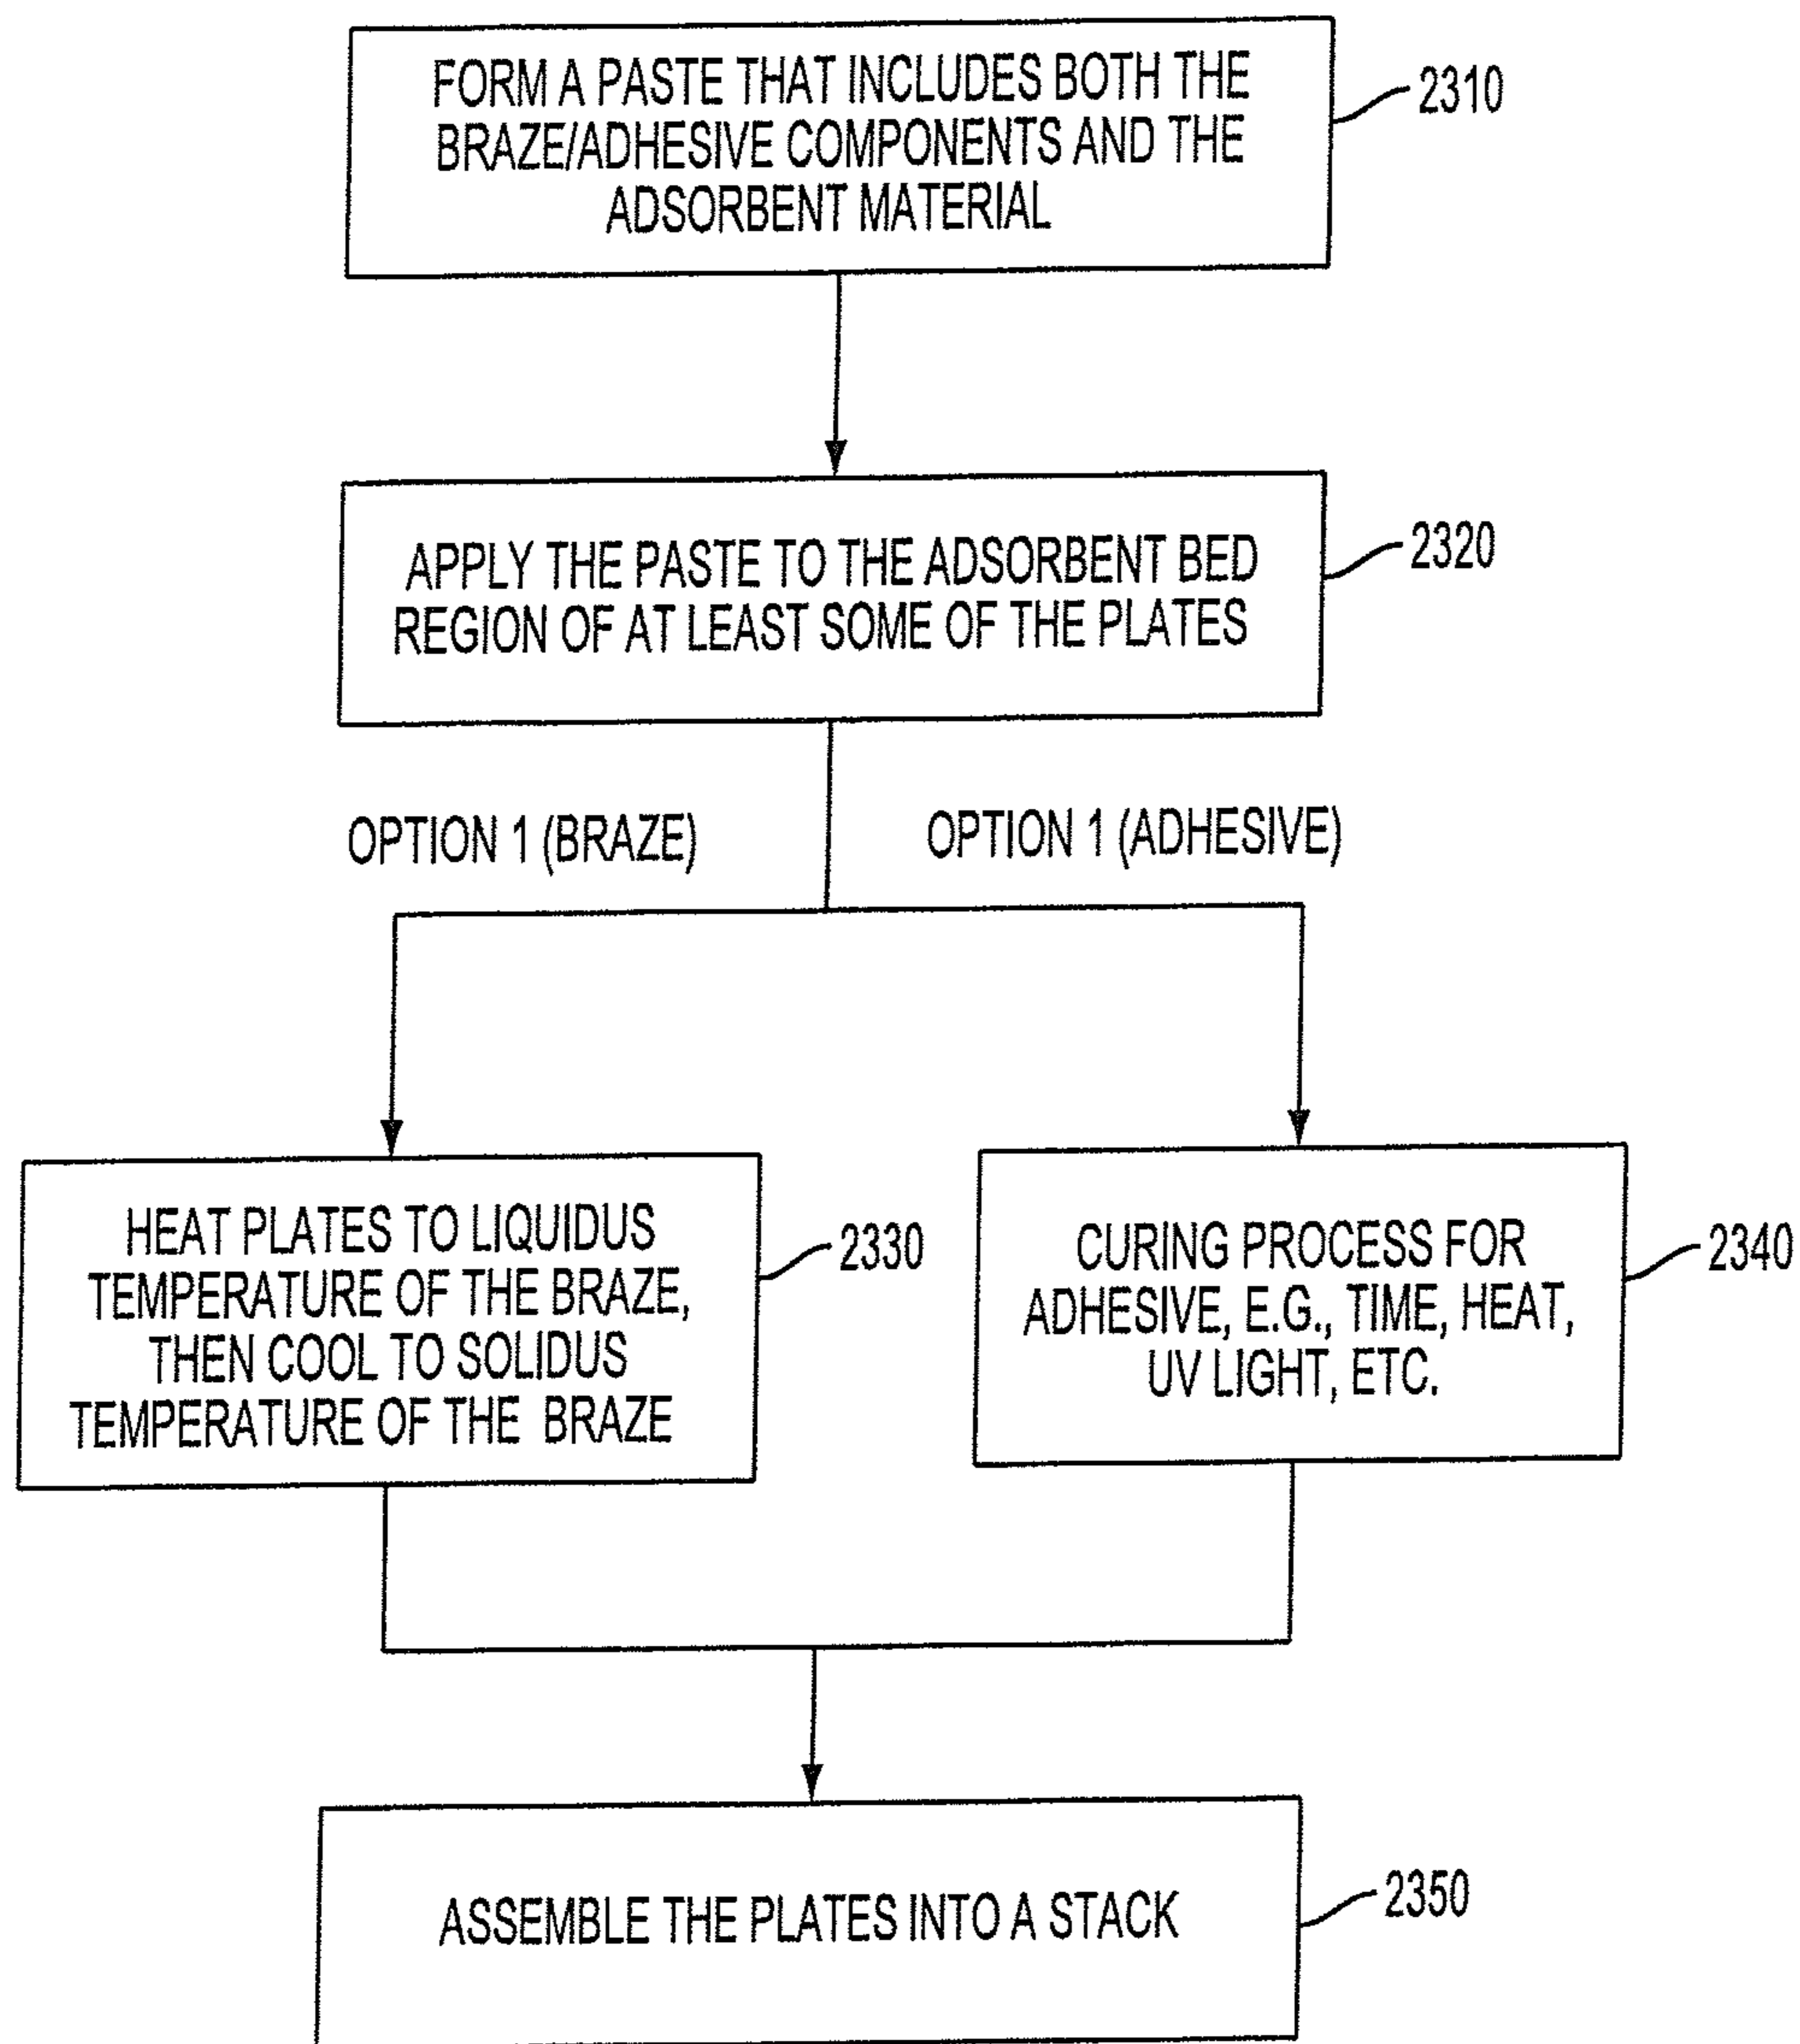 FORM A PASTE THAT INCLUDES BOTH THE
BRAZE/ADHESIVE COMPONENTS AND THE
ADSORBENT MATERIAL
2310
APPLY THE PASTE TO THE ADSORBENT BED
REGION OF AT LEAST SOME OF THE PLATES
2320
OPTION 1 (BRAZE)
OPTION 1 (ADHESIVE)
HEAT PLATES TO LIQUIDUS
TEMPERATURE OF THE BRAZE,
THEN COOL TO SOLIDUS
TEMPERATURE OF THE BRAZE
2330
CURING PROCESS FOR
ADHESIVE, E.G., TIME, HEAT,
UV LIGHT, ETC.
2340
ASSEMBLE THE PLATES INTO A STACK
2350